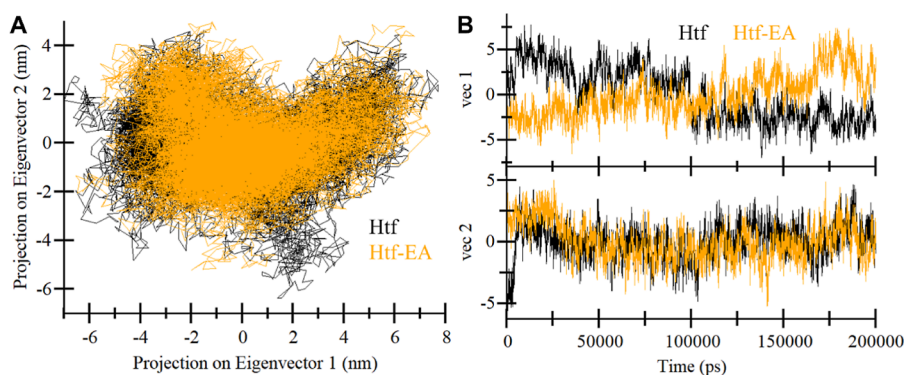 A
Projection on Eigenvector 2 (nm)
4
2
0
-2
-4
-6
Htf
Htf-EA
-6 -4 -2 0 2 4 6 8
Projection on Eigenvector 1 (nm)
B
Htf Htf-EA
vec 1
5
0
-5
vec 2
5
0
-5
0 50000 100000 150000 200000
Time (ps)